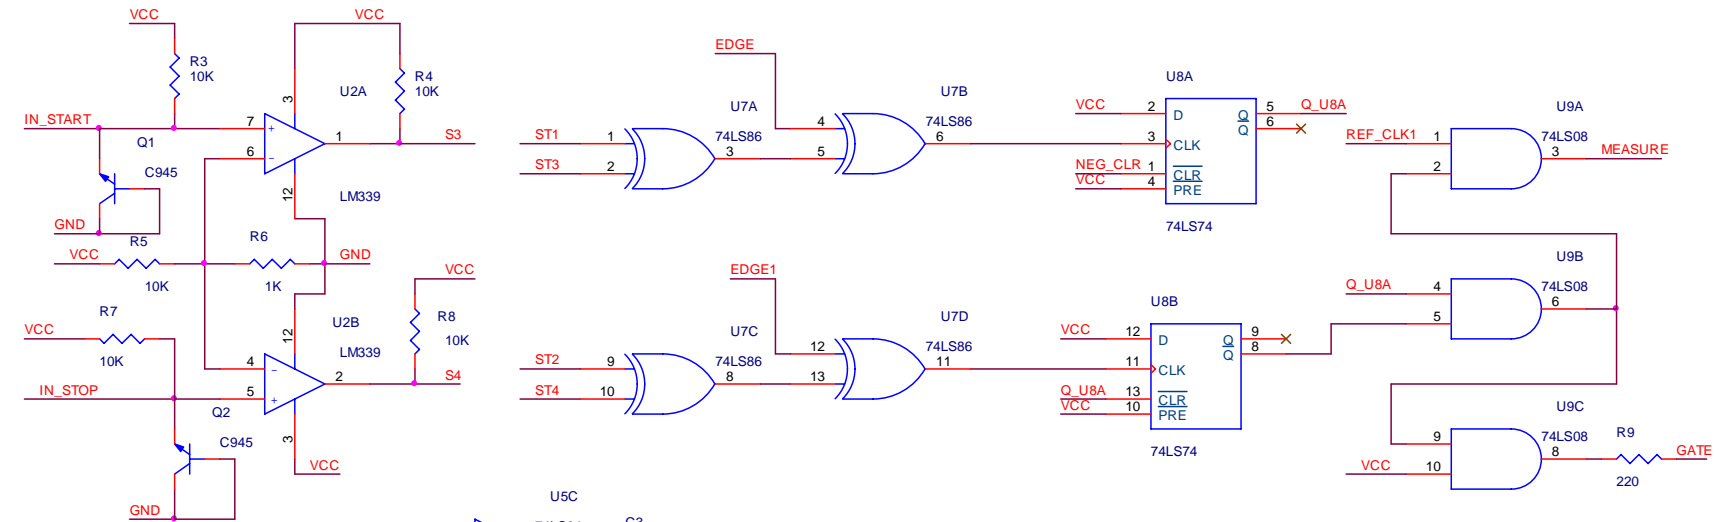 VCC
R3
10K
IN_START
Q1
C945
GND
VCC
3
U2A
R4
10K
7
+
6
-
1
S3
12
LM339
R5
VCC
10K
R6
1K
GND
R7
VCC
10K
IN_STOP
Q2
C945
GND
12
U2B
LM339
4
-
5
+
2
S4
3
VCC
VCC
R8
10K
EDGE
U7A
74LS86
ST1
1
ST3
2
3
U7B
74LS86
4
5
6
EDGE1
U7C
74LS86
ST2
9
ST4
10
8
U7D
74LS86
12
13
11
U8A
VCC
2
D
Q
5
Q_U8A
Q
6
3
CLK
NEG_CLR
1
CLR
VCC
4
PRE
74LS74
U8B
VCC
12
D
Q
9
Q
8
11
CLK
Q_U8A
13
CLR
VCC
10
PRE
74LS74
U9A
74LS08
REF_CLK1
1
2
3
MEASURE
U9B
74LS08
Q_U8A
4
5
6
U9C
74LS08
9
VCC
10
8
R9
220
GATE
U5C